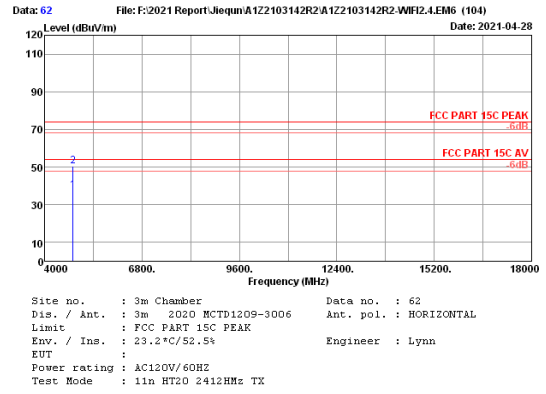 Data: 62 File: F:\2021 Report\Jiequn\A1Z2103142R2\A1Z2103142R2-WIFI2.4.EM6 (104)
Level (dBuV/m) Date: 2021-04-28
120
110
90
FCC PART 15C PEAK
70
-6dB
FCC PART 15C AV
2
50
-6dB
30
10
0
4000 6800. 9600. 12400. 15200. 18000
Frequency (MHz)
Site no. : 3m Chamber Data no. : 62
Dis. / Ant. : 3m 2020 MCTD1209-3006 Ant. pol. : HORIZONTAL
Limit : FCC PART 15C PEAK
Env. / Ins. : 23.2*C/52.5% Engineer : Lynn
EUT :
Power rating : AC120V/60HZ
Test Mode : 11n HT20 2412HMz TX